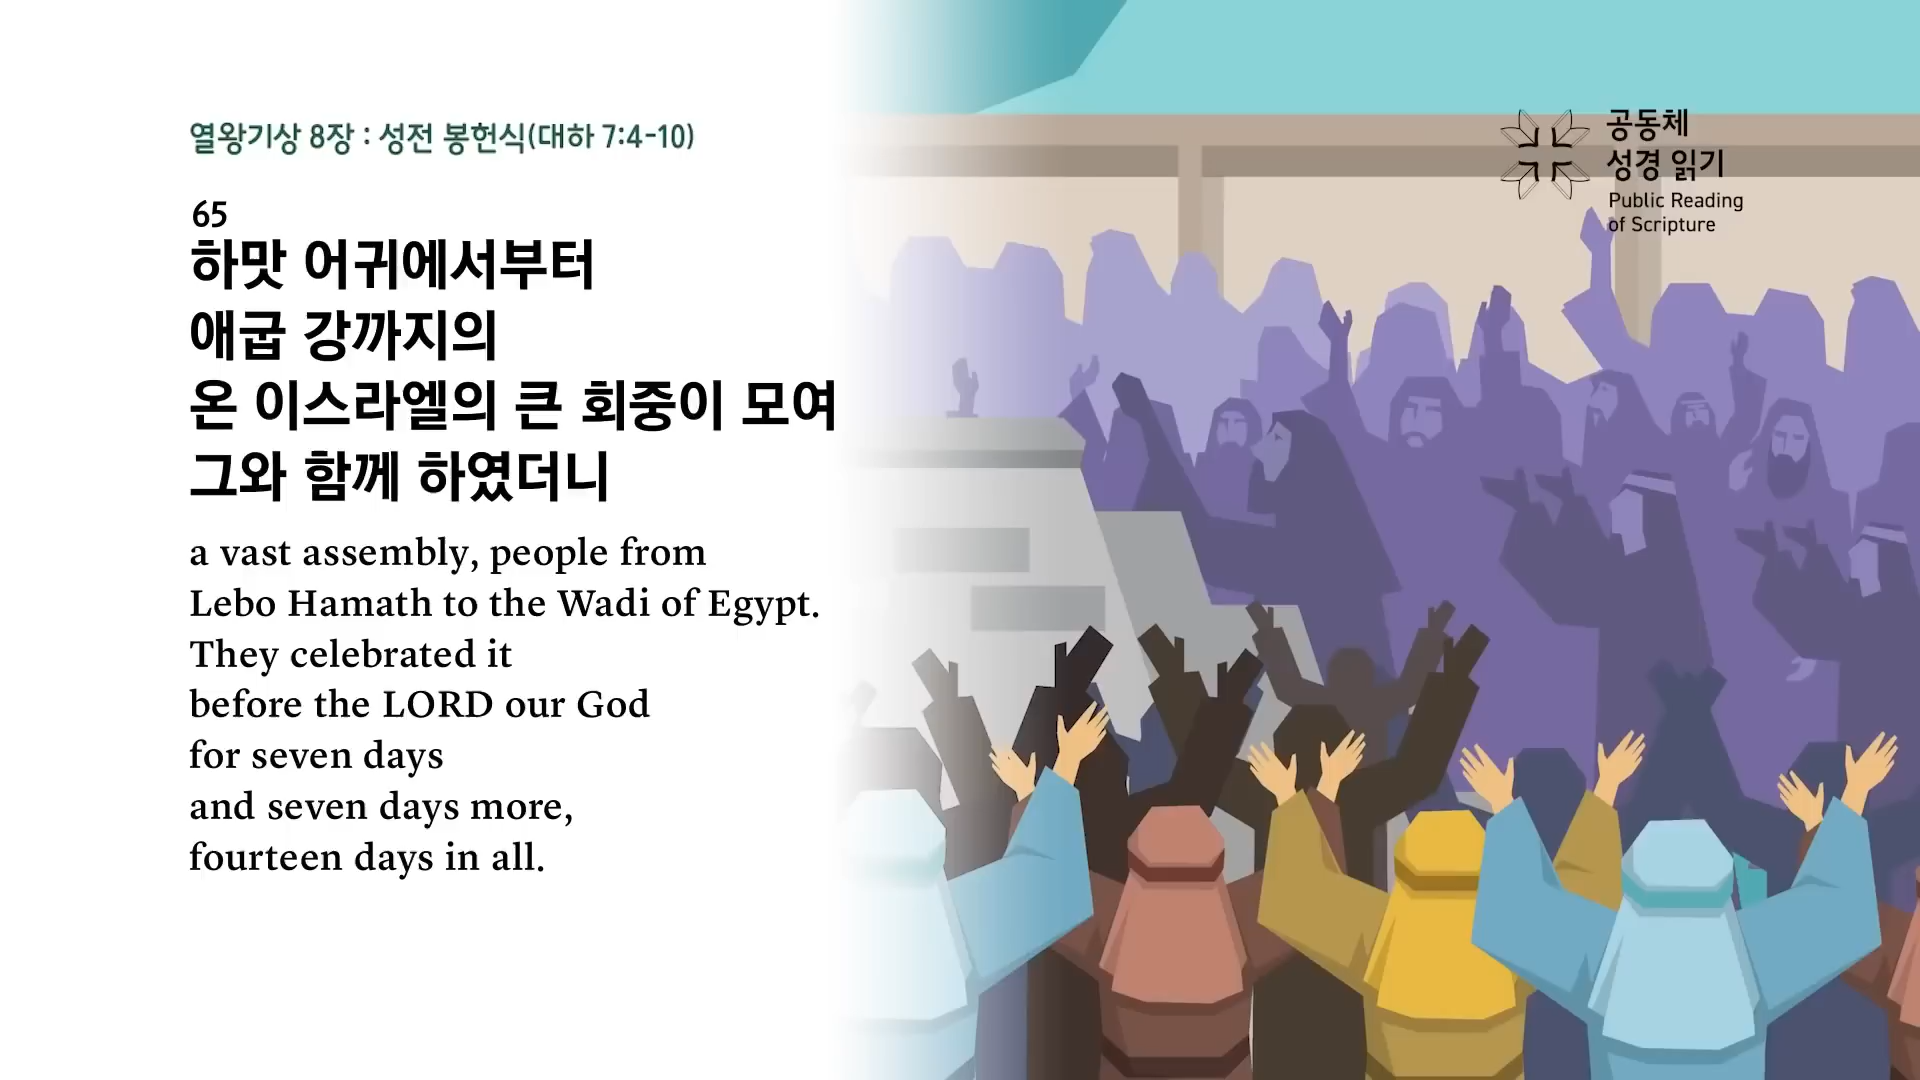 열왕기상 8장 : 성전 봉헌식(대하 7:4-10)
65
하맛 어귀에서부터
애굽 강까지의
온 이스라엘의 큰 회중이 모여
그와 함께 하였더니
a vast assembly, people from
Lebo Hamath to the Wadi of Egypt.
They celebrated it
before the LORD our God
for seven days
and seven days more,
fourteen days in all.
공동체
성경 읽기
Public Reading
of Scripture